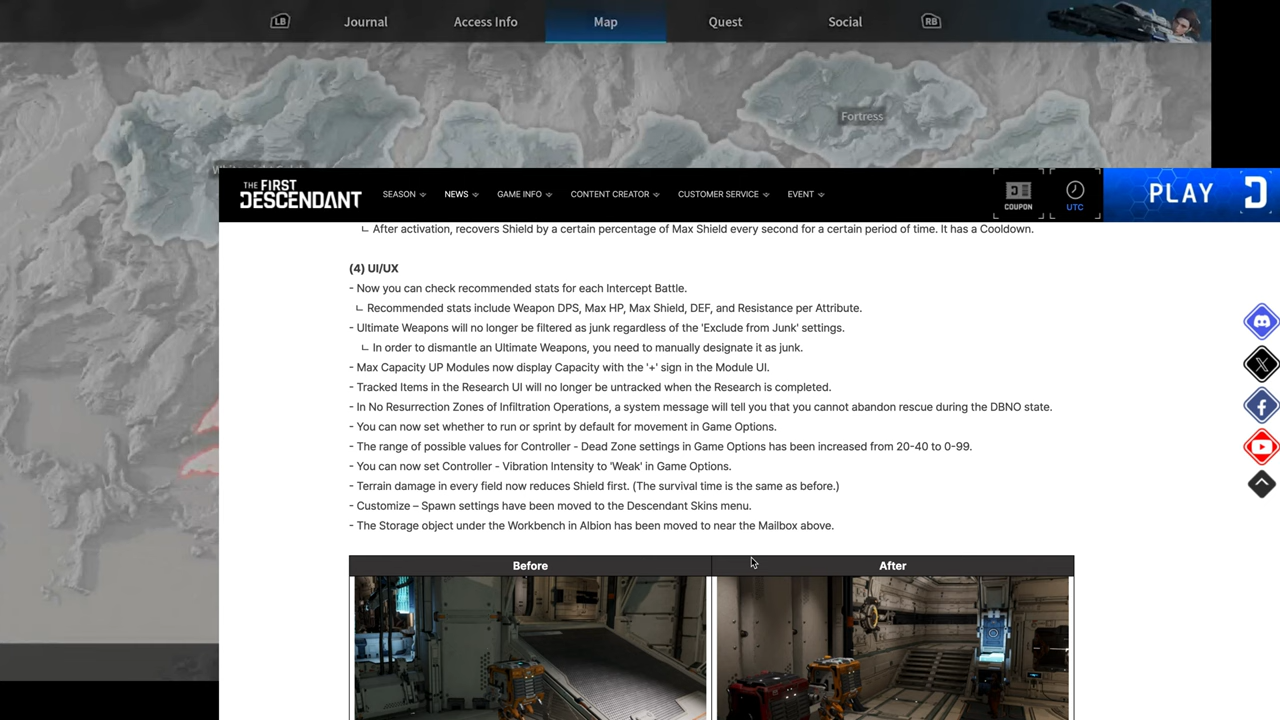 LB Journal Access Info Map Quest Social RB
Fortress
THE FIRST DESCENDANT SEASON NEWS GAME INFO CONTENT CREATOR CUSTOMER SERVICE EVENT COUPON UTC PLAY
ㄴ After activation, recovers Shield by a certain percentage of Max Shield every second for a certain period of time. It has a Cooldown.
(4) UI/UX
- Now you can check recommended stats for each Intercept Battle.
ㄴ Recommended stats include Weapon DPS, Max HP, Max Shield, DEF, and Resistance per Attribute.
- Ultimate Weapons will no longer be filtered as junk regardless of the 'Exclude from Junk' settings.
ㄴ In order to dismantle an Ultimate Weapons, you need to manually designate it as junk.
- Max Capacity UP Modules now display Capacity with the '+' sign in the Module UI.
- Tracked Items in the Research UI will no longer be untracked when the Research is completed.
- In No Resurrection Zones of Infiltration Operations, a system message will tell you that you cannot abandon rescue during the DBNO state.
- You can now set whether to run or sprint by default for movement in Game Options.
- The range of possible values for Controller - Dead Zone settings in Game Options has been increased from 20-40 to 0-99.
- You can now set Controller - Vibration Intensity to 'Weak' in Game Options.
- Terrain damage in every field now reduces Shield first. (The survival time is the same as before.)
- Customize – Spawn settings have been moved to the Descendant Skins menu.
- The Storage object under the Workbench in Albion has been moved to near the Mailbox above.
Before After